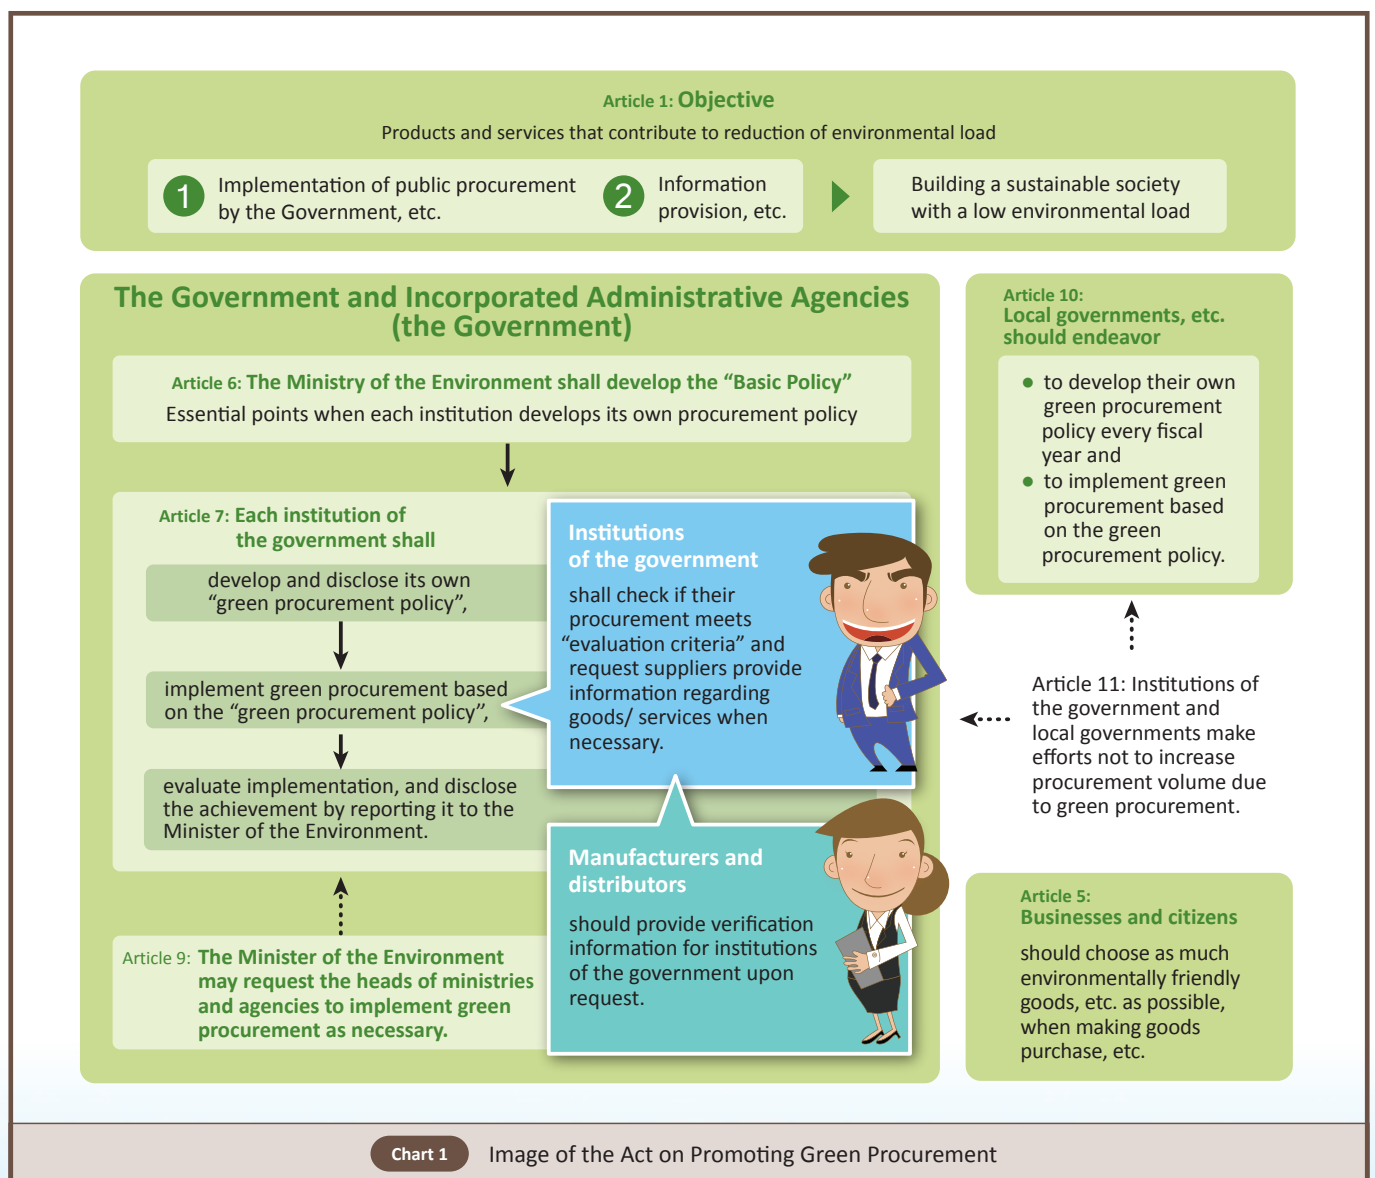 Article 1: Objective
Products and services that contribute to reduction of environmental load
1
Implementation of public procurement
by the Government, etc.
2
Information
provision, etc.
Building a sustainable society
with a low environmental load
The Government and Incorporated Administrative Agencies
(the Government)
Article 6: The Ministry of the Environment shall develop the “Basic Policy”
Essential points when each institution develops its own procurement policy
Article 7: Each institution of
the government shall
develop and disclose its own
“green procurement policy”,
implement green procurement based
on the “green procurement policy”,
evaluate implementation, and disclose
the achievement by reporting it to the
Minister of the Environment.
Institutions
of the government
shall check if their
procurement meets
“evaluation criteria” and
request suppliers provide
information regarding
goods/ services when
necessary.
Manufacturers and
distributors
should provide verification
information for institutions
of the government upon
request.
Article 9: The Minister of the Environment
may request the heads of ministries
and agencies to implement green
procurement as necessary.
Article 10:
Local governments, etc.
should endeavor
● to develop their own
green procurement
policy every fiscal
year and
● to implement green
procurement based
on the green
procurement policy.
Article 11: Institutions of
the government and
local governments make
efforts not to increase
procurement volume due
to green procurement.
Article 5:
Businesses and citizens
should choose as much
environmentally friendly
goods, etc. as possible,
when making goods
purchase, etc.
Chart 1 Image of the Act on Promoting Green Procurement